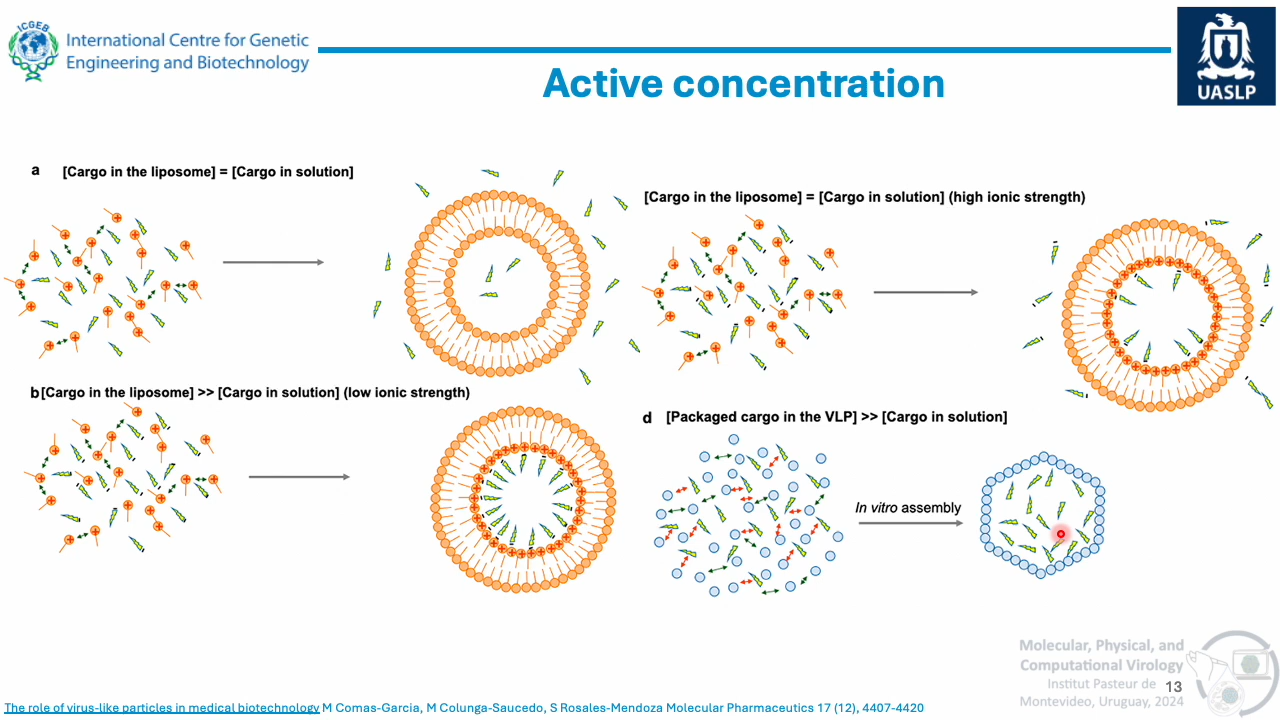 ICGEB
International Centre for Genetic
Engineering and Biotechnology
UASLP
Active concentration
a [Cargo in the liposome] = [Cargo in solution]
[Cargo in the liposome] = [Cargo in solution] (high ionic strength)
b [Cargo in the liposome] >> [Cargo in solution] (low ionic strength)
d [Packaged cargo in the VLP] >> [Cargo in solution]
In vitro assembly
Molecular, Physical, and
Computational Virology
Institut Pasteur de
Montevideo, Uruguay, 2024
13
The role of virus-like particles in medical biotechnology M Comas-Garcia, M Colunga-Saucedo, S Rosales-Mendoza Molecular Pharmaceutics 17 (12), 4407-4420